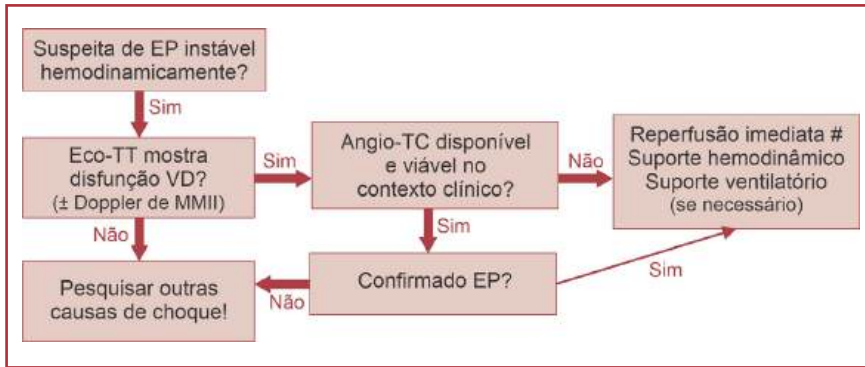 Suspeita de EP instável
hemodinamicamente?
Sim
Eco-TT mostra
disfunção VD?
(± Doppler de MMII)
Sim
Angio-TC disponível
e viável no
contexto clínico?
Não
Reperfusão imediata #
Suporte hemodinâmico
Suporte ventilatório
(se necessário)
Não
Sim
Pesquisar outras
causas de choque!
Não
Confirmado EP?
Sim